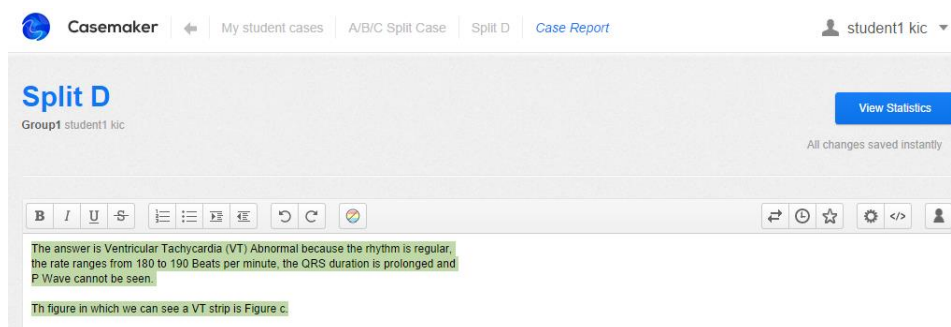 Casemaker My student cases A/B/C Split Case Split D Case Report student1 kic
Split D
Group1 student1 kic
View Statistics
All changes saved instantly
B I U S
The answer is Ventricular Tachycardia (VT) Abnormal because the rhythm is regular,
the rate ranges from 180 to 190 Beats per minute, the QRS duration is prolonged and
P Wave cannot be seen.
Th figure in which we can see a VT strip is Figure c.